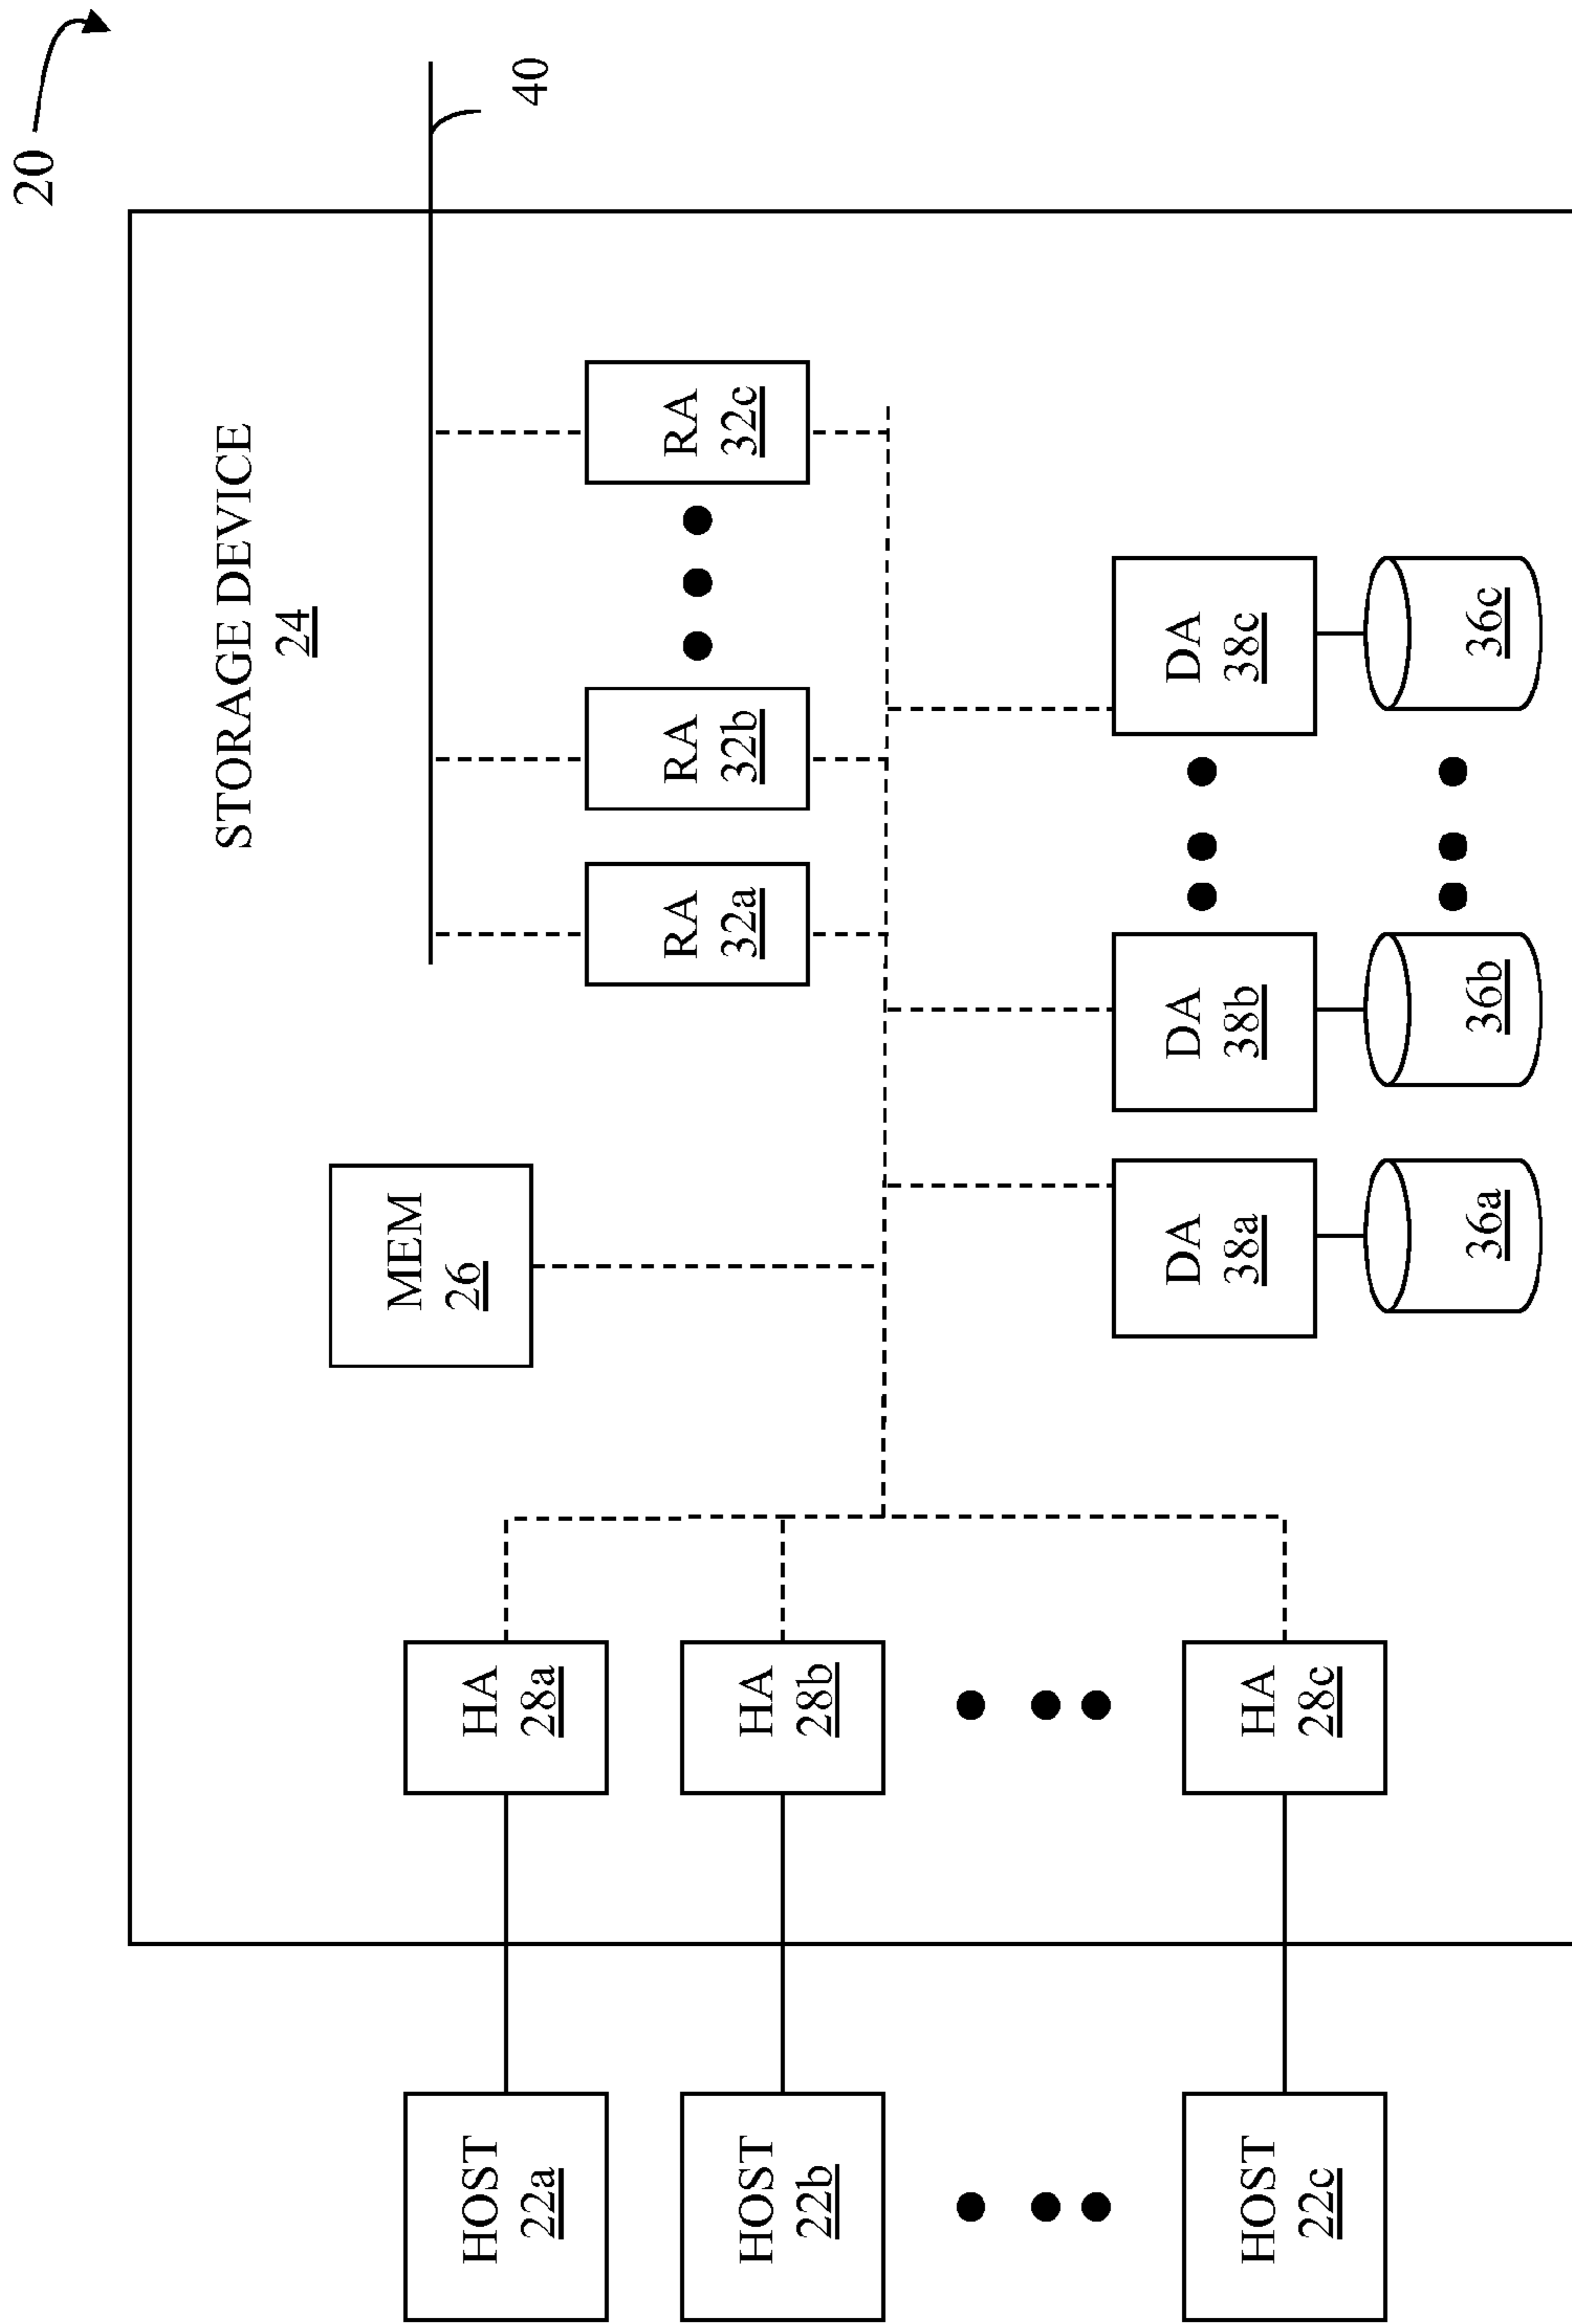 20
STORAGE DEVICE
24
40
MEM
26
RA
32a
RA
32b
RA
32c
HOST
22a
HA
28a
HOST
22b
HA
28b
HOST
22c
HA
28c
DA
38a
DA
38b
DA
38c
36a
36b
36c